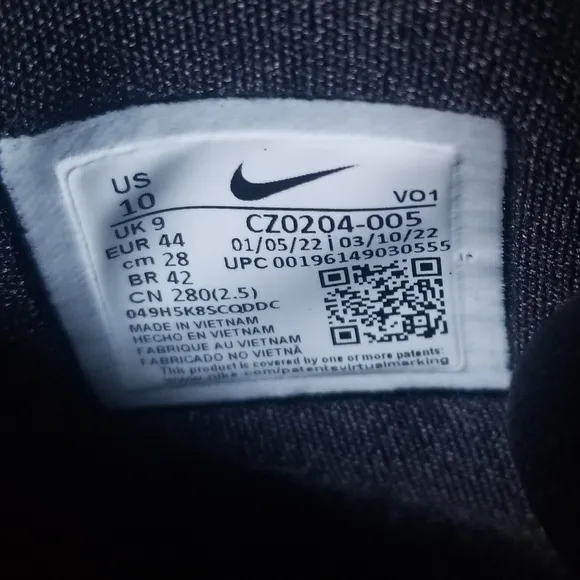 US
10
UK 9
EUR 44
cm 28
BR 42
CN 280(2.5)
049H5K8SCQDDC
MADE IN VIETNAM
HECHO EN VIETNAM
FABRIQUE AU VIETNAM
FABRICADO NO VIETNÃ
VO1
CZ0204-005
01/05/22 | 03/10/22
UPC 00196149030555
This product is covered by one or more patents:
www.nike.com/patentsvirtualmarking